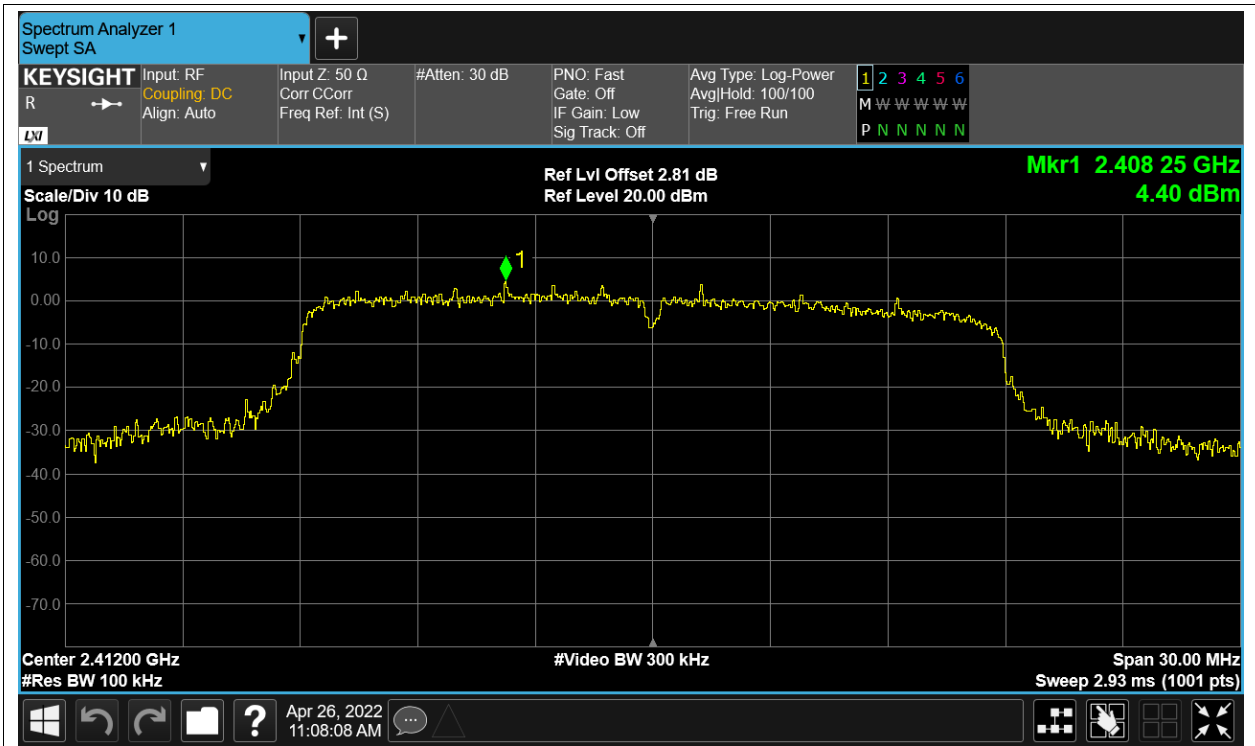 Spectrum Analyzer 1
Swept SA
KEYSIGHT
R
LXI
Input: RF
Coupling: DC
Align: Auto
Input Z: 50 Ω
Corr CCorr
Freq Ref: Int (S)
#Atten: 30 dB
PNO: Fast
Gate: Off
IF Gain: Low
Sig Track: Off
Avg Type: Log-Power
Avg|Hold: 100/100
Trig: Free Run
1 2 3 4 5 6
M W W W W W W
P N N N N N
1 Spectrum
Scale/Div 10 dB
Ref Lvl Offset 2.81 dB
Ref Level 20.00 dBm
Mkr1 2.408 25 GHz
4.40 dBm
Log
1
10.0
0.00
-10.0
-20.0
-30.0
-40.0
-50.0
-60.0
-70.0
Center 2.41200 GHz
#Res BW 100 kHz
#Video BW 300 kHz
Span 30.00 MHz
Sweep 2.93 ms (1001 pts)
?
Apr 26, 2022
11:08:08 AM